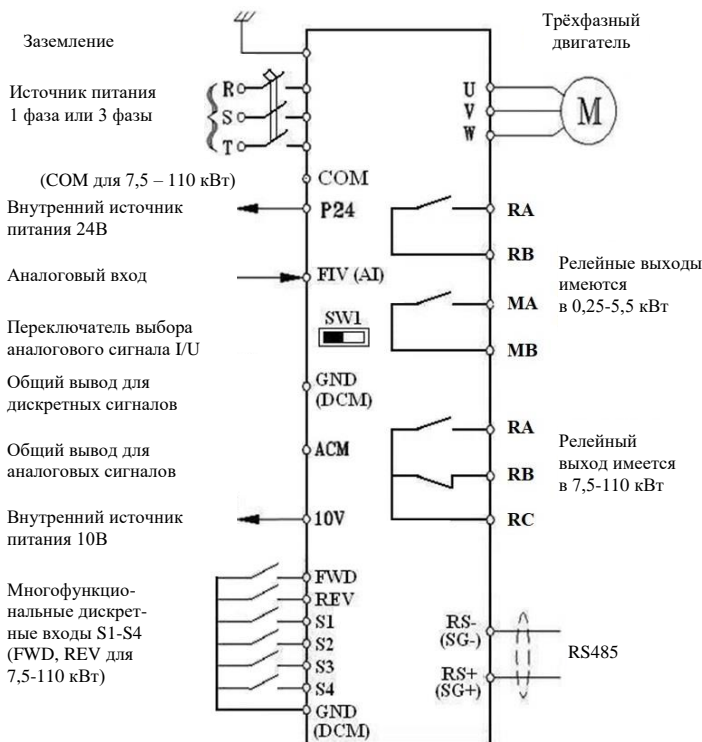 Заземление
Источник питания
1 фаза или 3 фазы
R
S
T
(COM для 7,5 – 110 кВт)
COM
Внутренний источник
питания 24В
P24
Аналоговый вход
FIV (AI)
Переключатель выбора
аналогового сигнала I/U
SW1
Общий вывод для
дискретных сигналов
GND
(DCM)
Общий вывод для
аналоговых сигналов
ACM
Внутренний источник
питания 10В
10V
Многофункцио-
нальные дискрет-
ные входы S1-S4
(FWD, REV для
7,5-110 кВт)
FWD
REV
S1
S2
S3
S4
GND
(DCM)
Трёхфазный
двигатель
U
V
W
M
RA
RB
MA
MB
Релейные выходы
имеются
в 0,25-5,5 кВт
RA
RB
RC
Релейный
выход имеется
в 7,5-110 кВт
RS-
(SG-)
RS+
(SG+)
RS485